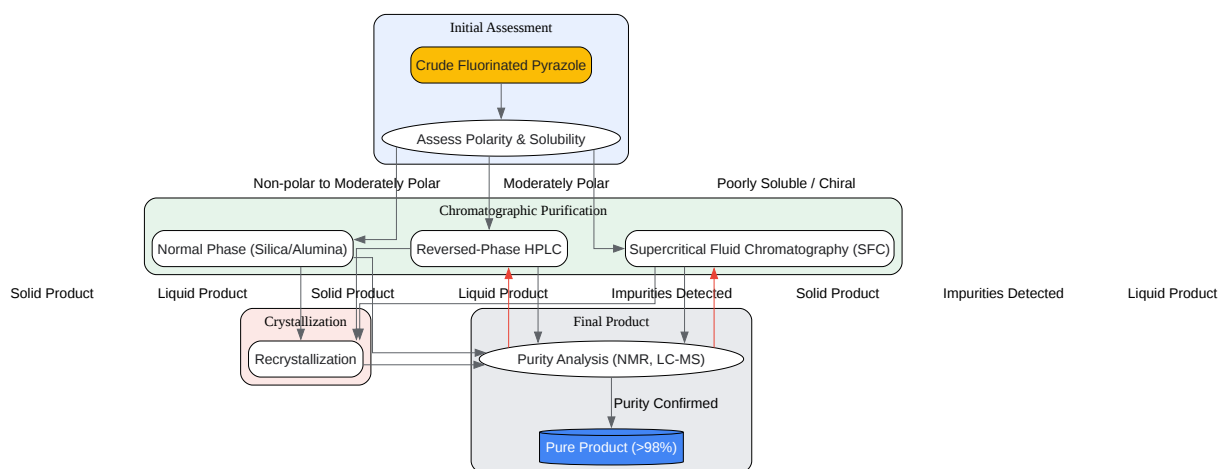 Initial Assessment
Crude Fluorinated Pyrazole
Assess Polarity & Solubility
Non-polar to Moderately Polar
Moderately Polar
Poorly Soluble / Chiral
Chromatographic Purification
Normal Phase (Silica/Alumina)
Reversed-Phase HPLC
Supercritical Fluid Chromatography (SFC)
Solid Product
Liquid Product
Solid Product
Liquid Product
Impurities Detected
Solid Product
Impurities Detected
Liquid Product
Crystallization
Final Product
Recrystallization
Purity Analysis (NMR, LC-MS)
Purity Confirmed
Pure Product (>98%)